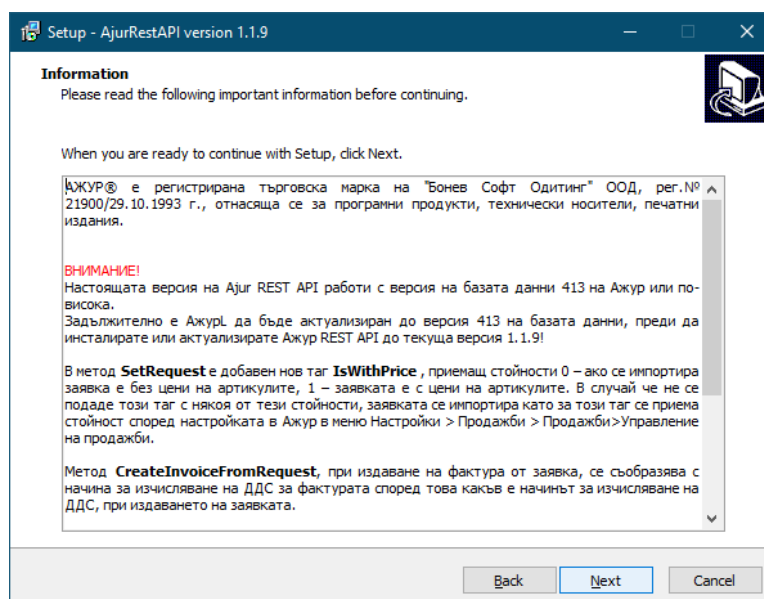 Setup - AjurRestAPI version 1.1.9
Information
Please read the following important information before continuing.
When you are ready to continue with Setup, click Next.
АЖУР® е регистрирана търговска марка на "Бонев Софт Одитинг" ООД, рег.№
21900/29.10.1993 г., отнасяща се за програмни продукти, технически носители, печатни
издания.
ВНИМАНИЕ!
Настоящата версия на Ajur REST API работи с версия на базата данни 413 на Ажур или по-
висока.
Задължително е АжурL да бъде актуализиран до версия 413 на базата данни, преди да
инсталирате или актуализирате Ажур REST API до текуща версия 1.1.9!
В метод SetRequest е добавен нов таг IsWithPrice , приемащ стойности 0 – ако се импортира
заявка е без цени на артикулите, 1 – заявката е с цени на артикулите. В случай че не се
подаде този таг с някоя от тези стойности, заявката се импортира като за този таг се приема
стойност според настройката в Ажур в меню Настройки > Продажби > Продажби>Управление
на продажби.
Метод CreateInvoiceFromRequest, при издаване на фактура от заявка, се съобразява с
начина за изчисляване на ДДС за фактурата според това какъв е начинът за изчисляване на
ДДС, при издаването на заявката.
Back
Next
Cancel